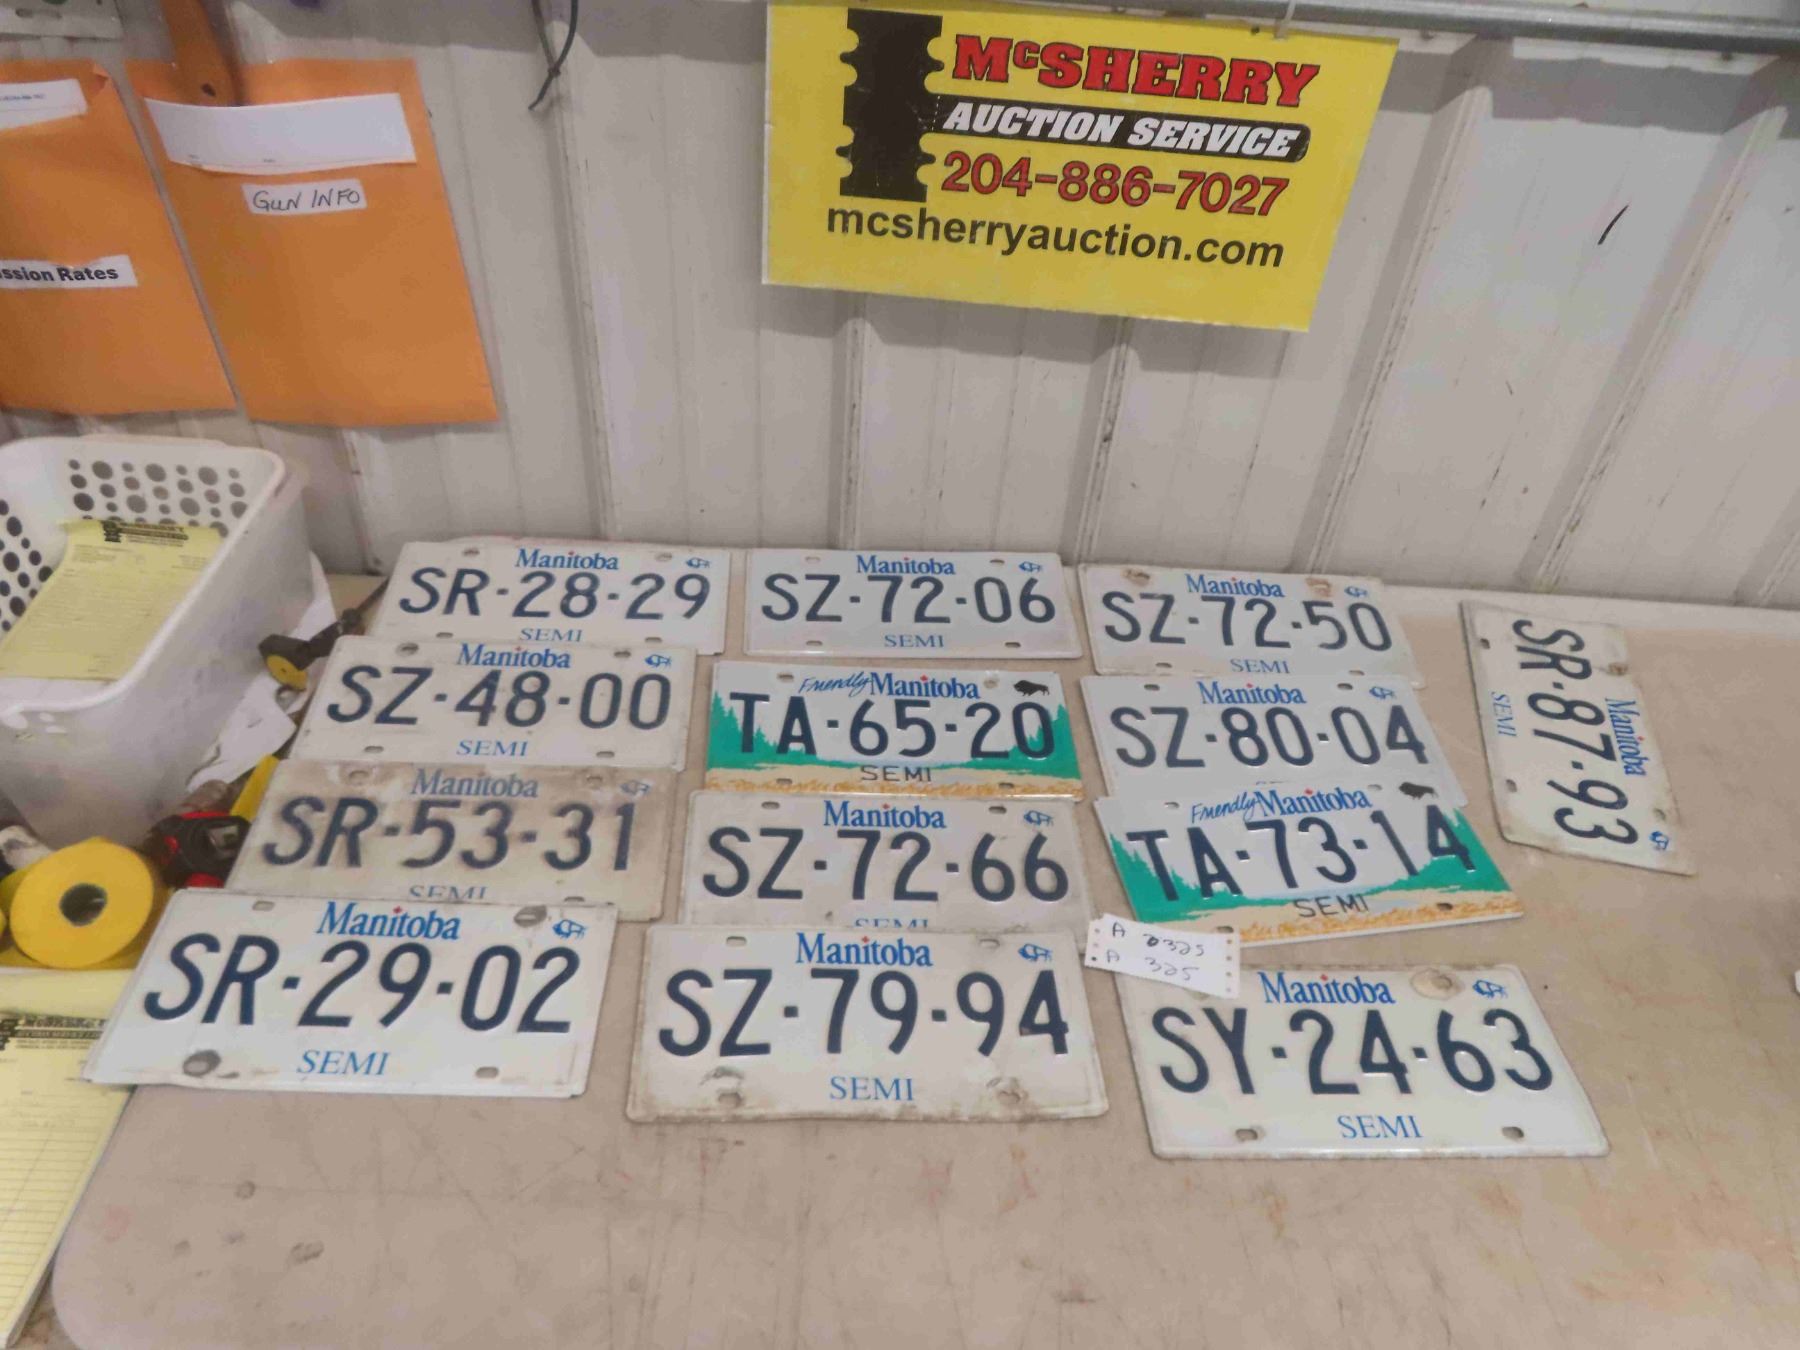 McSHERRY
AUCTION SERVICE
204-886-7027
mcsherryauction.com
GUN INFO
ssion Rates
Manitoba
SR·28·29
SEMI
Manitoba
SZ·72·06
SEMI
Manitoba
SZ·72·50
SEMI
Manitoba
SR·87·93
SEMI
Manitoba
SZ·48·00
SEMI
Friendly Manitoba
TA·65·20
SEMI
Manitoba
SZ·80·04
Manitoba
SR·53·31
SEMI
Manitoba
SZ·72·66
SEMI
Friendly Manitoba
TA·73·14
SEMI
Manitoba
SR·29·02
SEMI
Manitoba
SZ·79·94
SEMI
A 0325
A 325
Manitoba
SY·24·63
SEMI